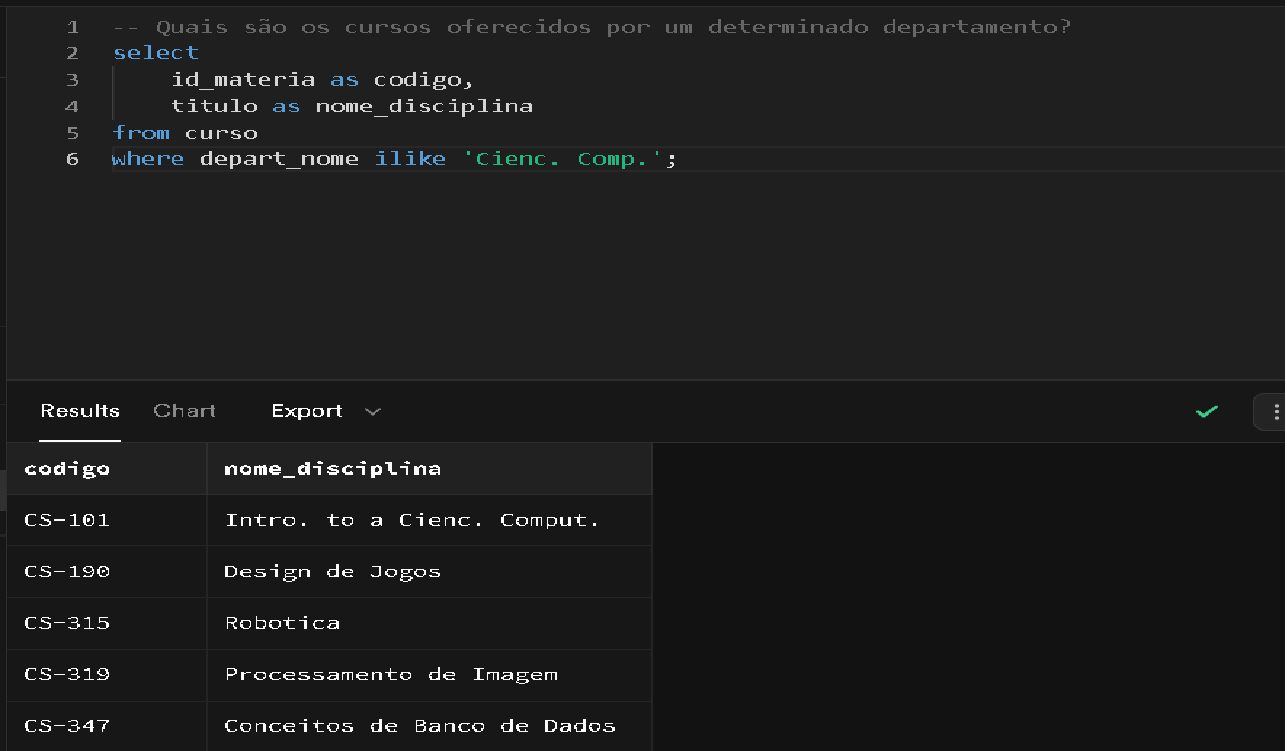 1 -- Quais são os cursos oferecidos por um determinado departamento?
2 select
3 id_materia as codigo,
4 titulo as nome_disciplina
5 from curso
6 where depart_nome ilike 'Cienc. Comp.';
Results Chart Export
codigo nome_disciplina
CS-101 Intro. to a Cienc. Comput.
CS-190 Design de Jogos
CS-315 Robotica
CS-319 Processamento de Imagem
CS-347 Conceitos de Banco de Dados